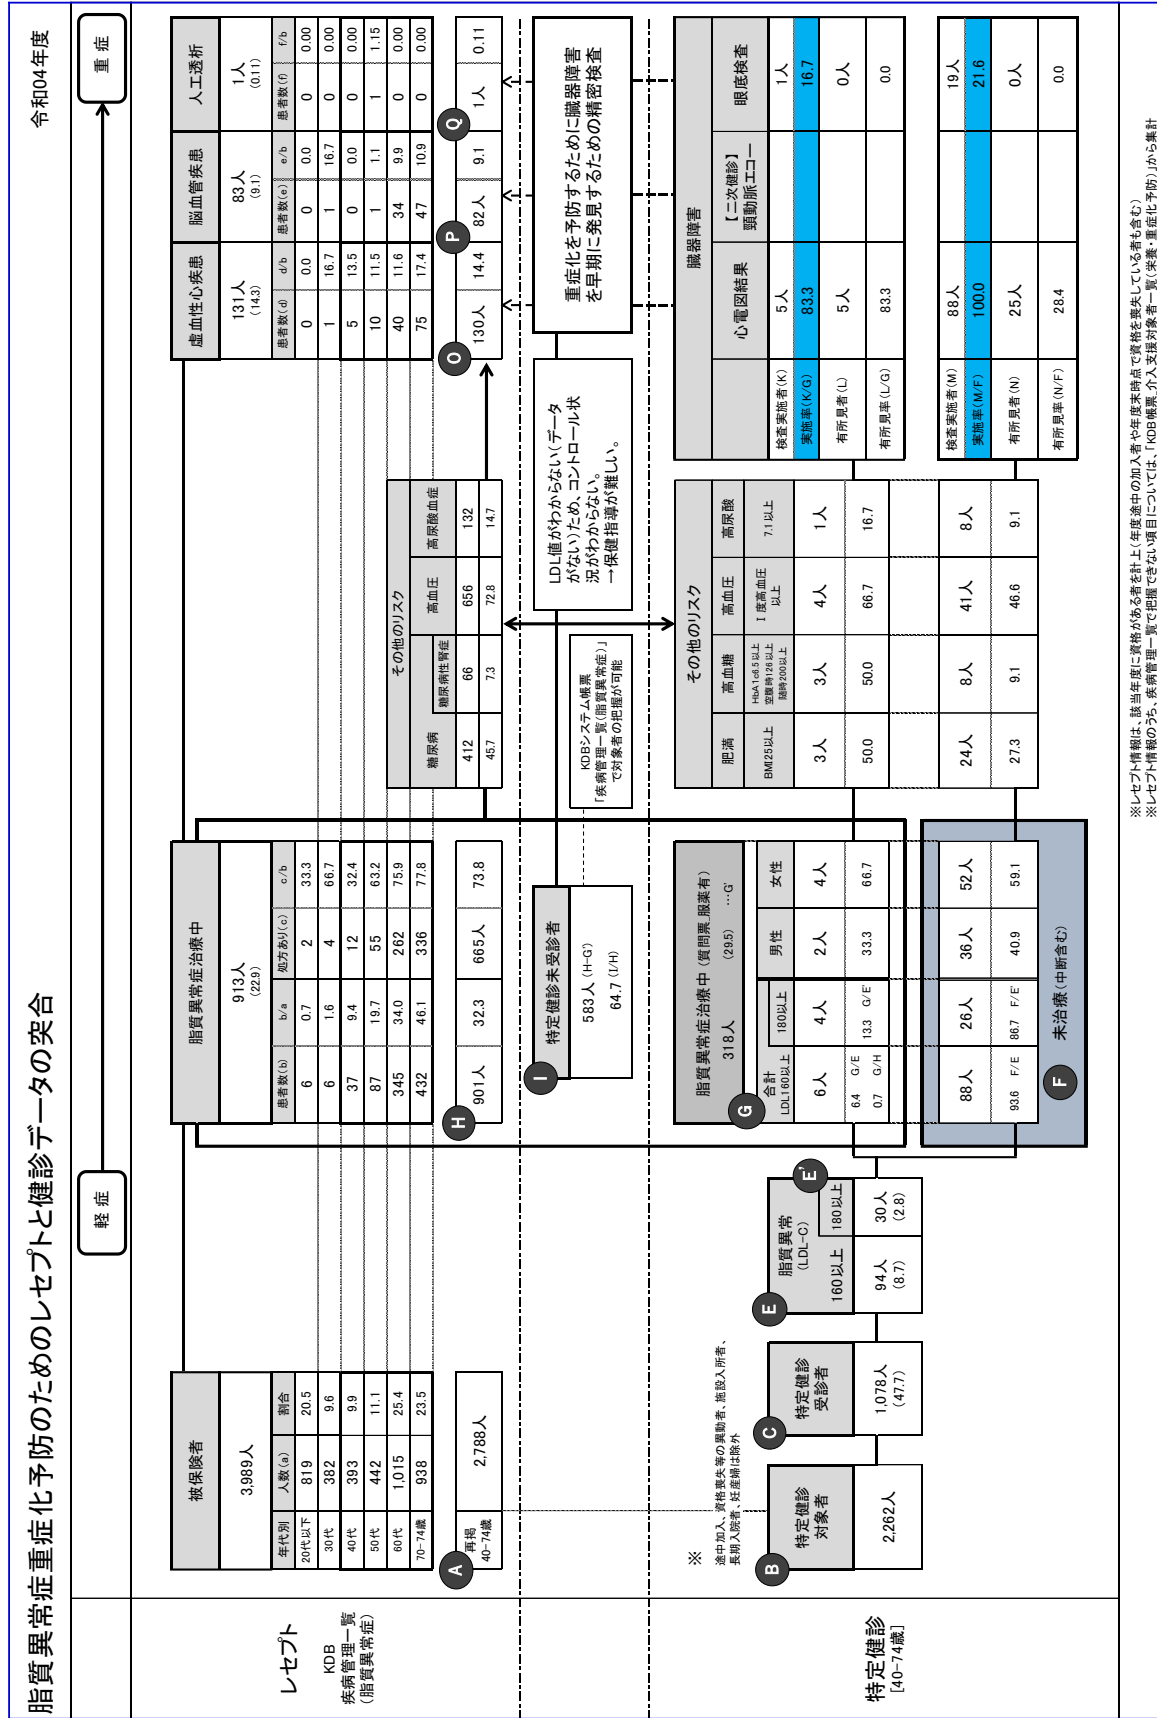 脂質異常症重症化予防のためのレセプトと健診データの突合
令和04年度
軽症
重症
レセプト
KDB
疾病管理一覧
（脂質異常症）
被保険者
3,989人
年代別 人数(a) 割合
20代以下 819 20.5
30代 382 9.6
40代 393 9.9
50代 442 11.1
60代 1,015 25.4
70-74歳 938 23.5
A
再掲
40-74歳
2,788人
脂質異常症治療中
913人
(22.9)
患者数(b) b/a 処方あり(c) c/b
6 0.7 2 33.3
6 1.6 4 66.7
37 9.4 12 32.4
87 19.7 55 63.2
345 34.0 262 75.9
432 46.1 336 77.8
H
901人 32.3 665人 73.8
その他のリスク
糖尿病 糖尿病性腎症 高血圧 高尿酸血症
412 66 656 132
45.7 7.3 72.8 14.7
虚血性心疾患 脳血管疾患 人工透析
131人 83人 1人
(14.3) (9.1) (0.11)
患者数(d) d/b 患者数(e) e/b 患者数(f) f/b
0 0.0 0 0.0 0 0.00
1 16.7 1 16.7 0 0.00
5 13.5 0 0.0 0 0.00
10 11.5 1 1.1 1 1.15
40 11.6 34 9.9 0 0.00
75 17.4 47 10.9 0 0.00
O P Q
130人 14.4 82人 9.1 1人 0.11
I
特定健診未受診者
583人 (H-G')
64.7 (I/H)
KDBシステム帳票
「疾病管理一覧（脂質異常症）」
で対象者の把握が可能
LDL値がわからない（データ
がない）ため、コントロール状
況がわからない。
→保健指導が難しい。
重症化を予防するために臓器障害
を早期に発見するための精密検査
特定健診
[40-74歳]
※
途中加入、資格喪失等の異動者、施設入所者、
長期入院者、妊産婦は除外
B
特定健診
対象者
2,262人
C
特定健診
受診者
1,078人
(47.7)
E
脂質異常
(LDL-C)
E'
160以上 180以上
94人 30人
(8.7) (2.8)
脂質異常症治療中（質問票_服薬有）
318人 (29.5) …G'
G
合計
LDL160以上 180以上 男性 女性
6人 4人 2人 4人
6.4 G/E 13.3 G/E' 33.3 66.7
0.7 G/H
88人 26人 36人 52人
93.6 F/E 86.7 F/E' 40.9 59.1
F
未治療（中断含む）
その他のリスク
肥満 高血糖 高血圧 高尿酸
BMI25以上 HbA1c6.5以上 空腹時126以上 随時200以上 Ⅰ度高血圧以上 7.1以上
3人 3人 4人 1人
50.0 50.0 66.7 16.7
24人 8人 41人 8人
27.3 9.1 46.6 9.1
臓器障害
心電図結果 【二次健診】頸動脈エコー 眼底検査
検査実施者(K) 5人 1人
実施率(K/G) 83.3 16.7
有所見者(L) 5人 0人
有所見率(L/G) 83.3 0.0
検査実施者(M) 88人 19人
実施率(M/F) 100.0 21.6
有所見者(N) 25人 0人
有所見率(N/F) 28.4 0.0
※レセプト情報は、該当年度に資格がある者を計上（年度途中の加入者や年度末時点で資格を喪失している者も含む）
※レセプト情報のうち、疾病管理一覧で把握できない項目については、「KDB帳票_介入支援対象者一覧（栄養・重症化予防）」から集計